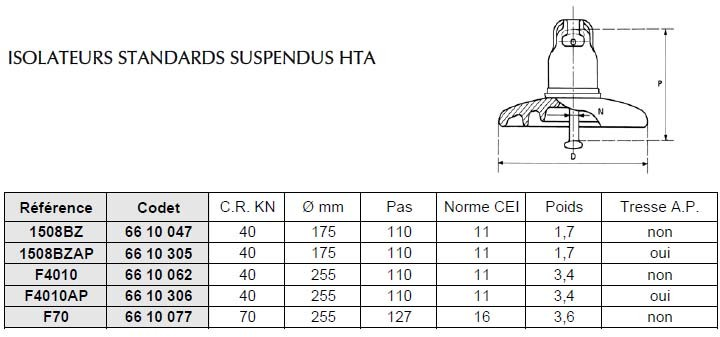 ISOLATEURS STANDARDS SUSPENDUS HTA
P
N
D
Référence Codet C.R. KN Ø mm Pas Norme CEI Poids Tresse A.P.
1508BZ 66 10 047 40 175 110 11 1,7 non
1508BZAP 66 10 305 40 175 110 11 1,7 oui
F4010 66 10 062 40 255 110 11 3,4 non
F4010AP 66 10 306 40 255 110 11 3,4 oui
F70 66 10 077 70 255 127 16 3,6 non